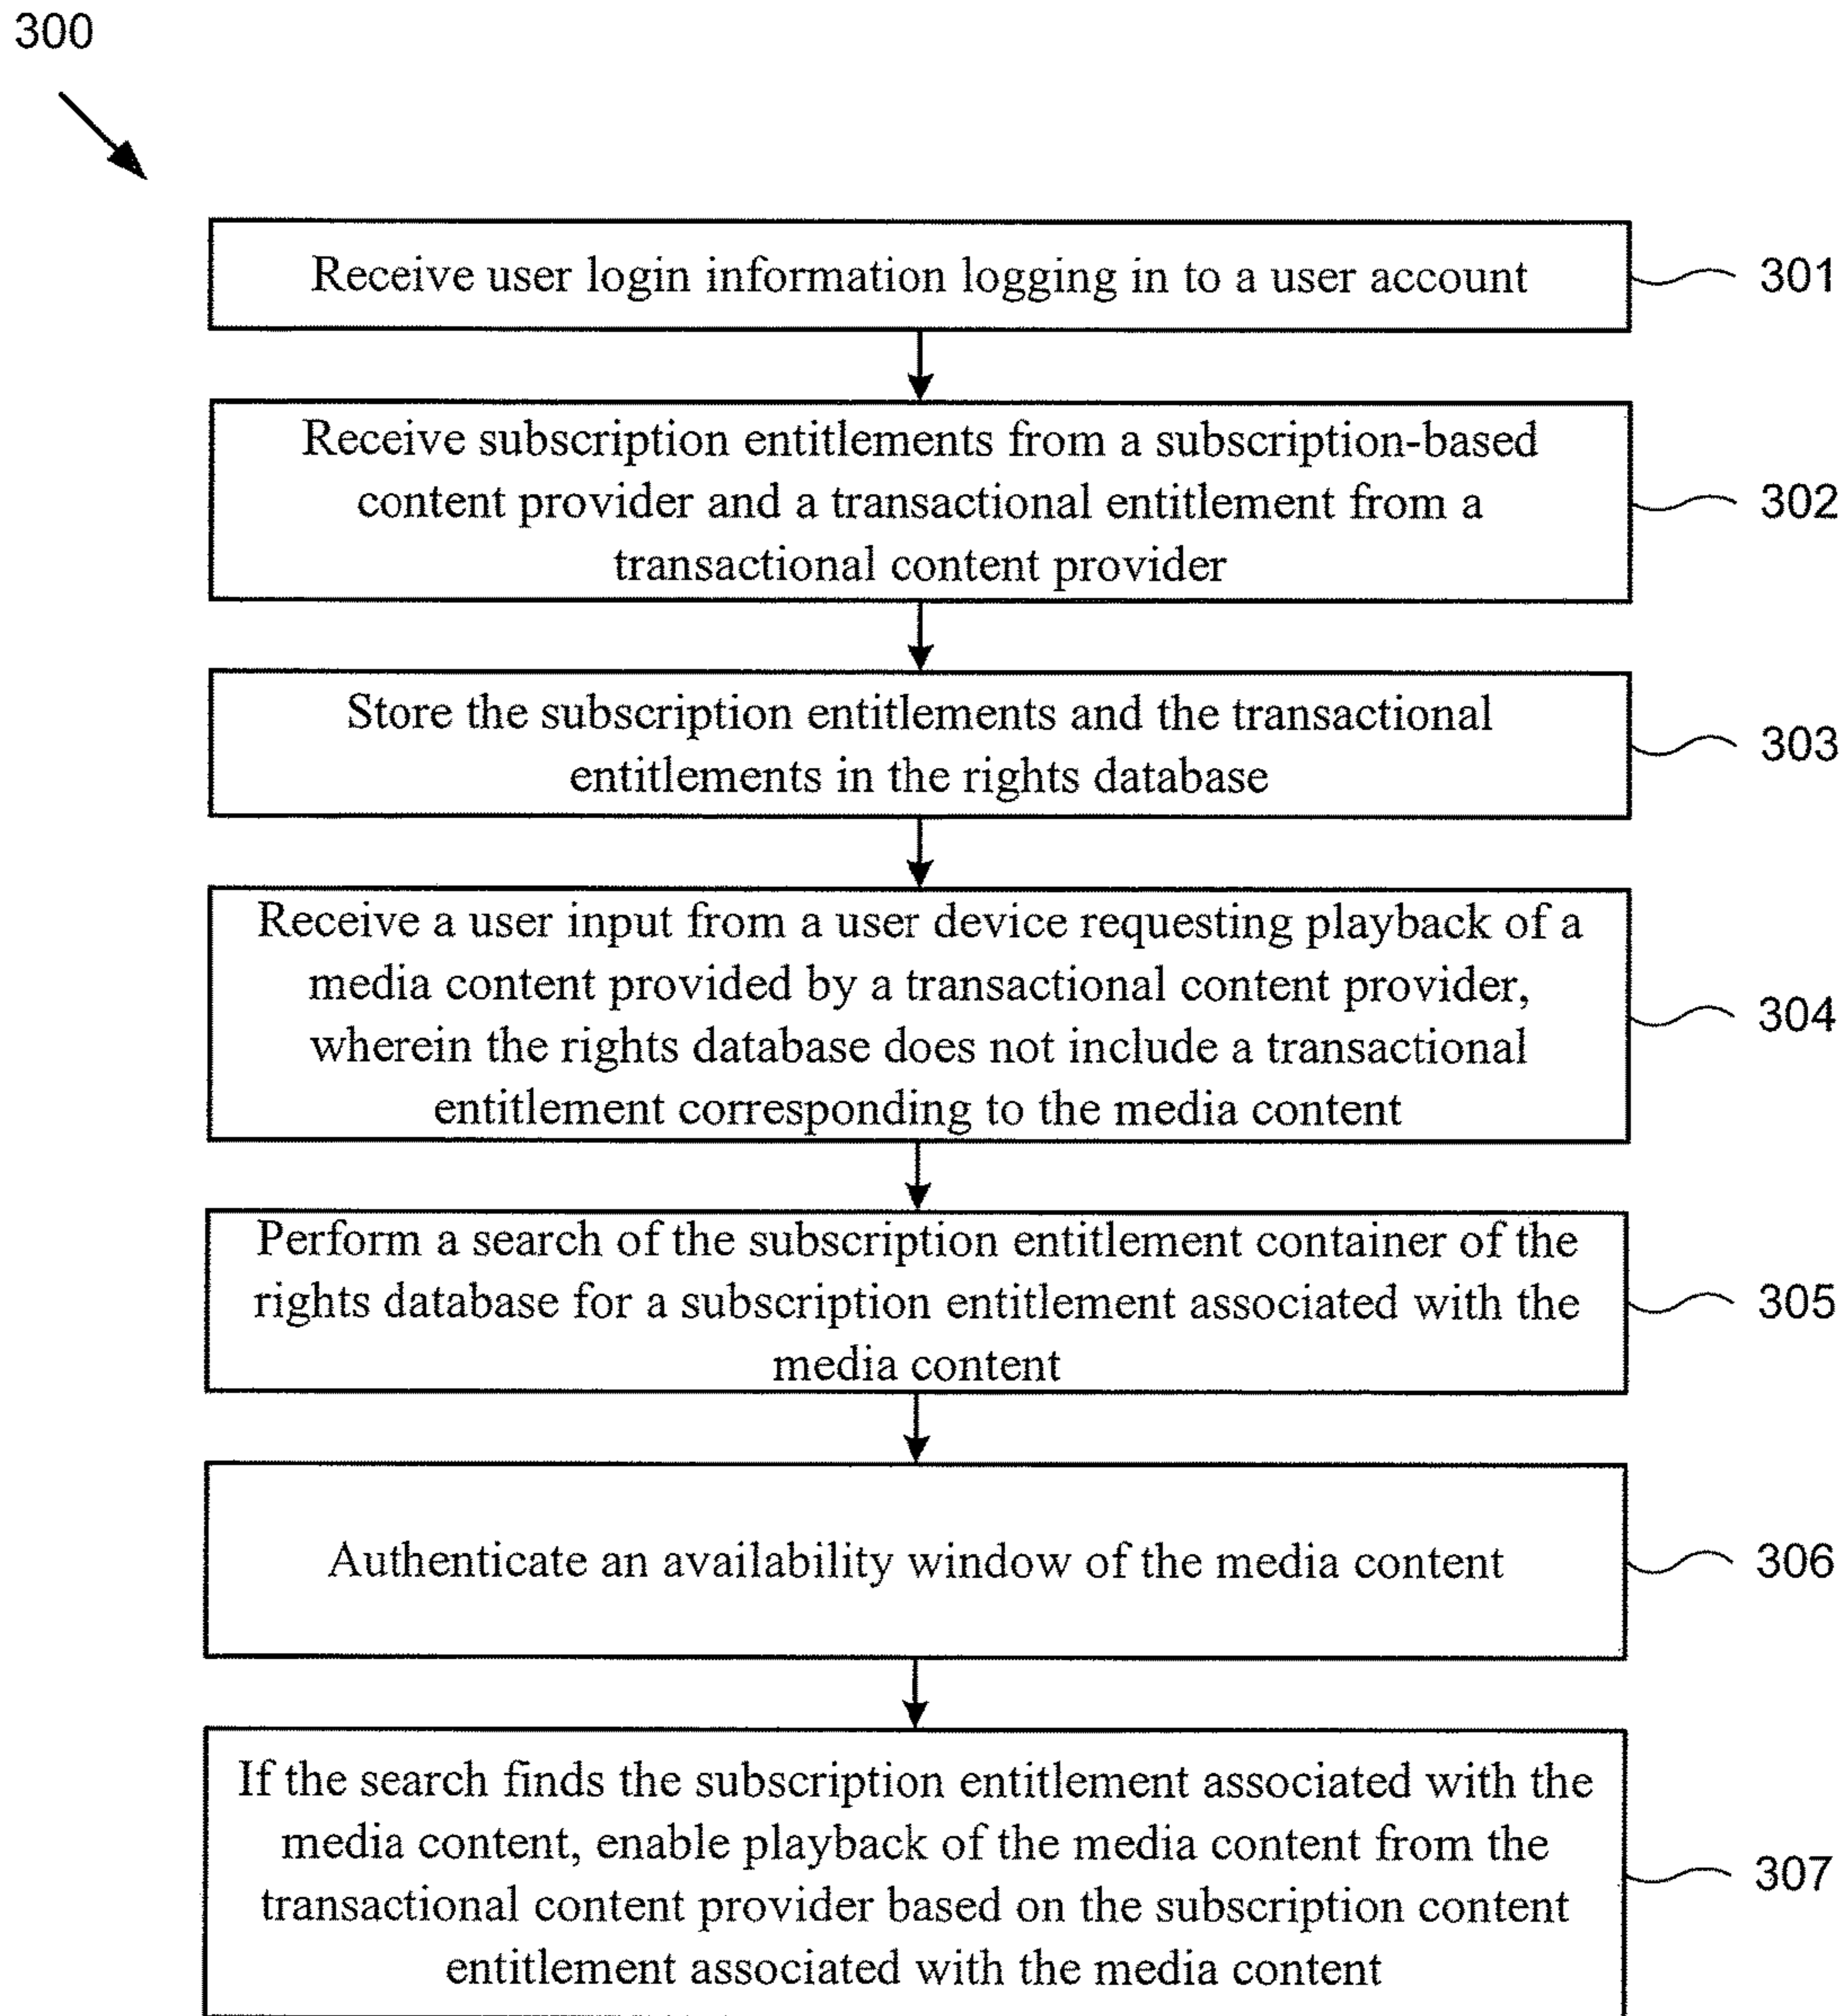 300
Receive user login information logging in to a user account
301
Receive subscription entitlements from a subscription-based
content provider and a transactional entitlement from a
transactional content provider
302
Store the subscription entitlements and the transactional
entitlements in the rights database
303
Receive a user input from a user device requesting playback of a
media content provided by a transactional content provider,
wherein the rights database does not include a transactional
entitlement corresponding to the media content
304
Perform a search of the subscription entitlement container of the
rights database for a subscription entitlement associated with the
media content
305
Authenticate an availability window of the media content
306
If the search finds the subscription entitlement associated with the
media content, enable playback of the media content from the
transactional content provider based on the subscription content
entitlement associated with the media content
307